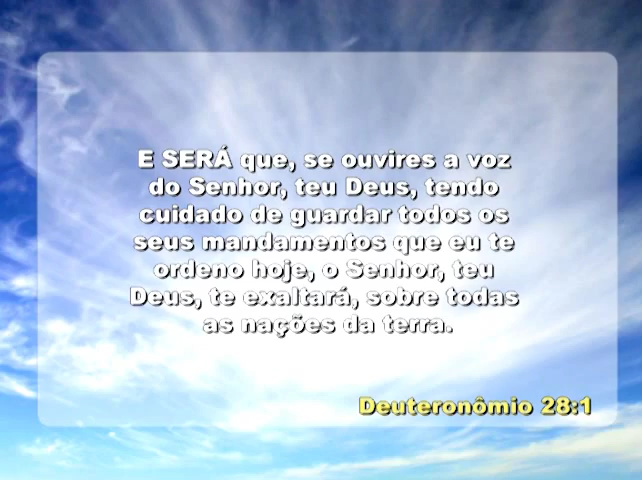 E SERÁ que, se ouvires a voz
do Senhor, teu Deus, tendo
cuidado de guardar todos os
seus mandamentos que eu te
ordeno hoje, o Senhor, teu
Deus, te exaltará, sobre todas
as nações da terra.
Deuteronômio 28:1